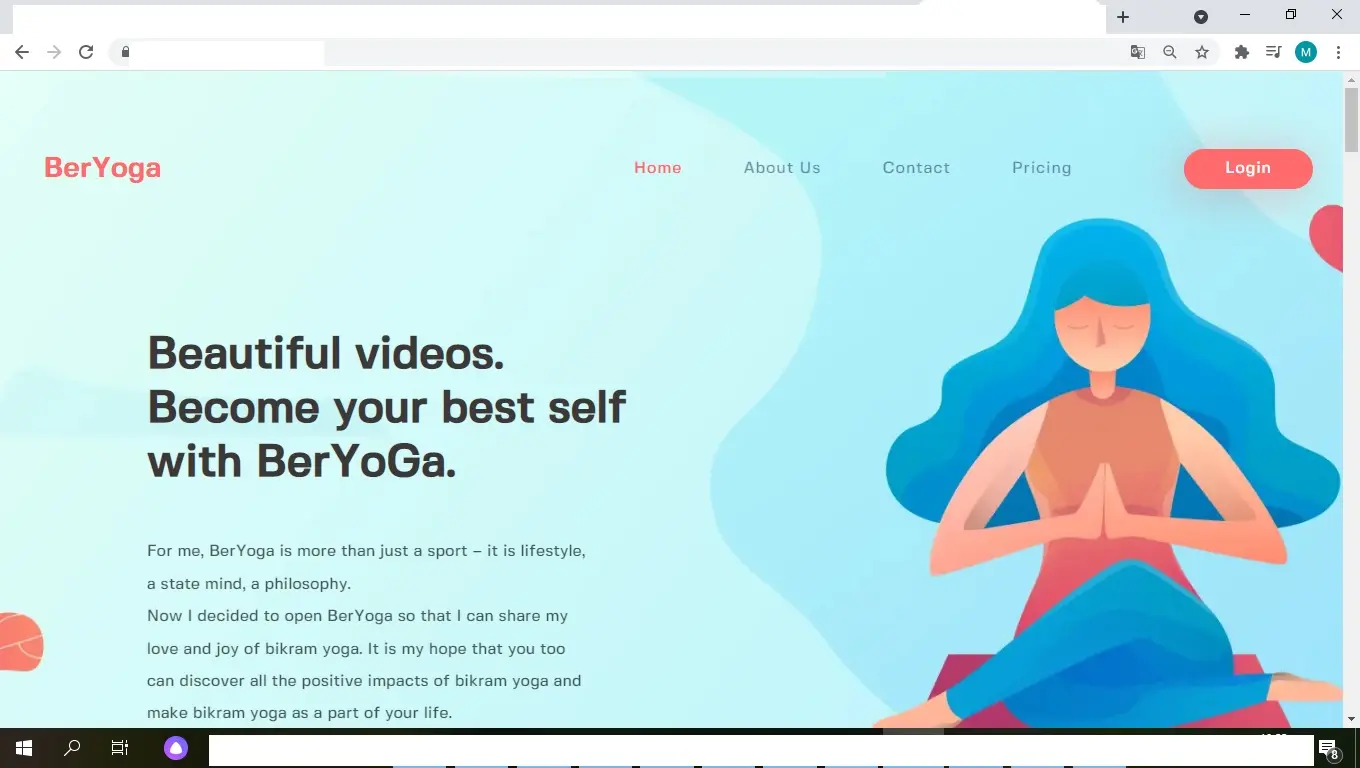 M
BerYoga
Home
About Us
Contact
Pricing
Login
Beautiful videos.
Become your best self
with BerYoGa.
For me, BerYoga is more than just a sport – it is lifestyle,
a state mind, a philosophy.
Now I decided to open BerYoga so that I can share my
love and joy of bikram yoga. It is my hope that you too
can discover all the positive impacts of bikram yoga and
make bikram yoga as a part of your life.
8